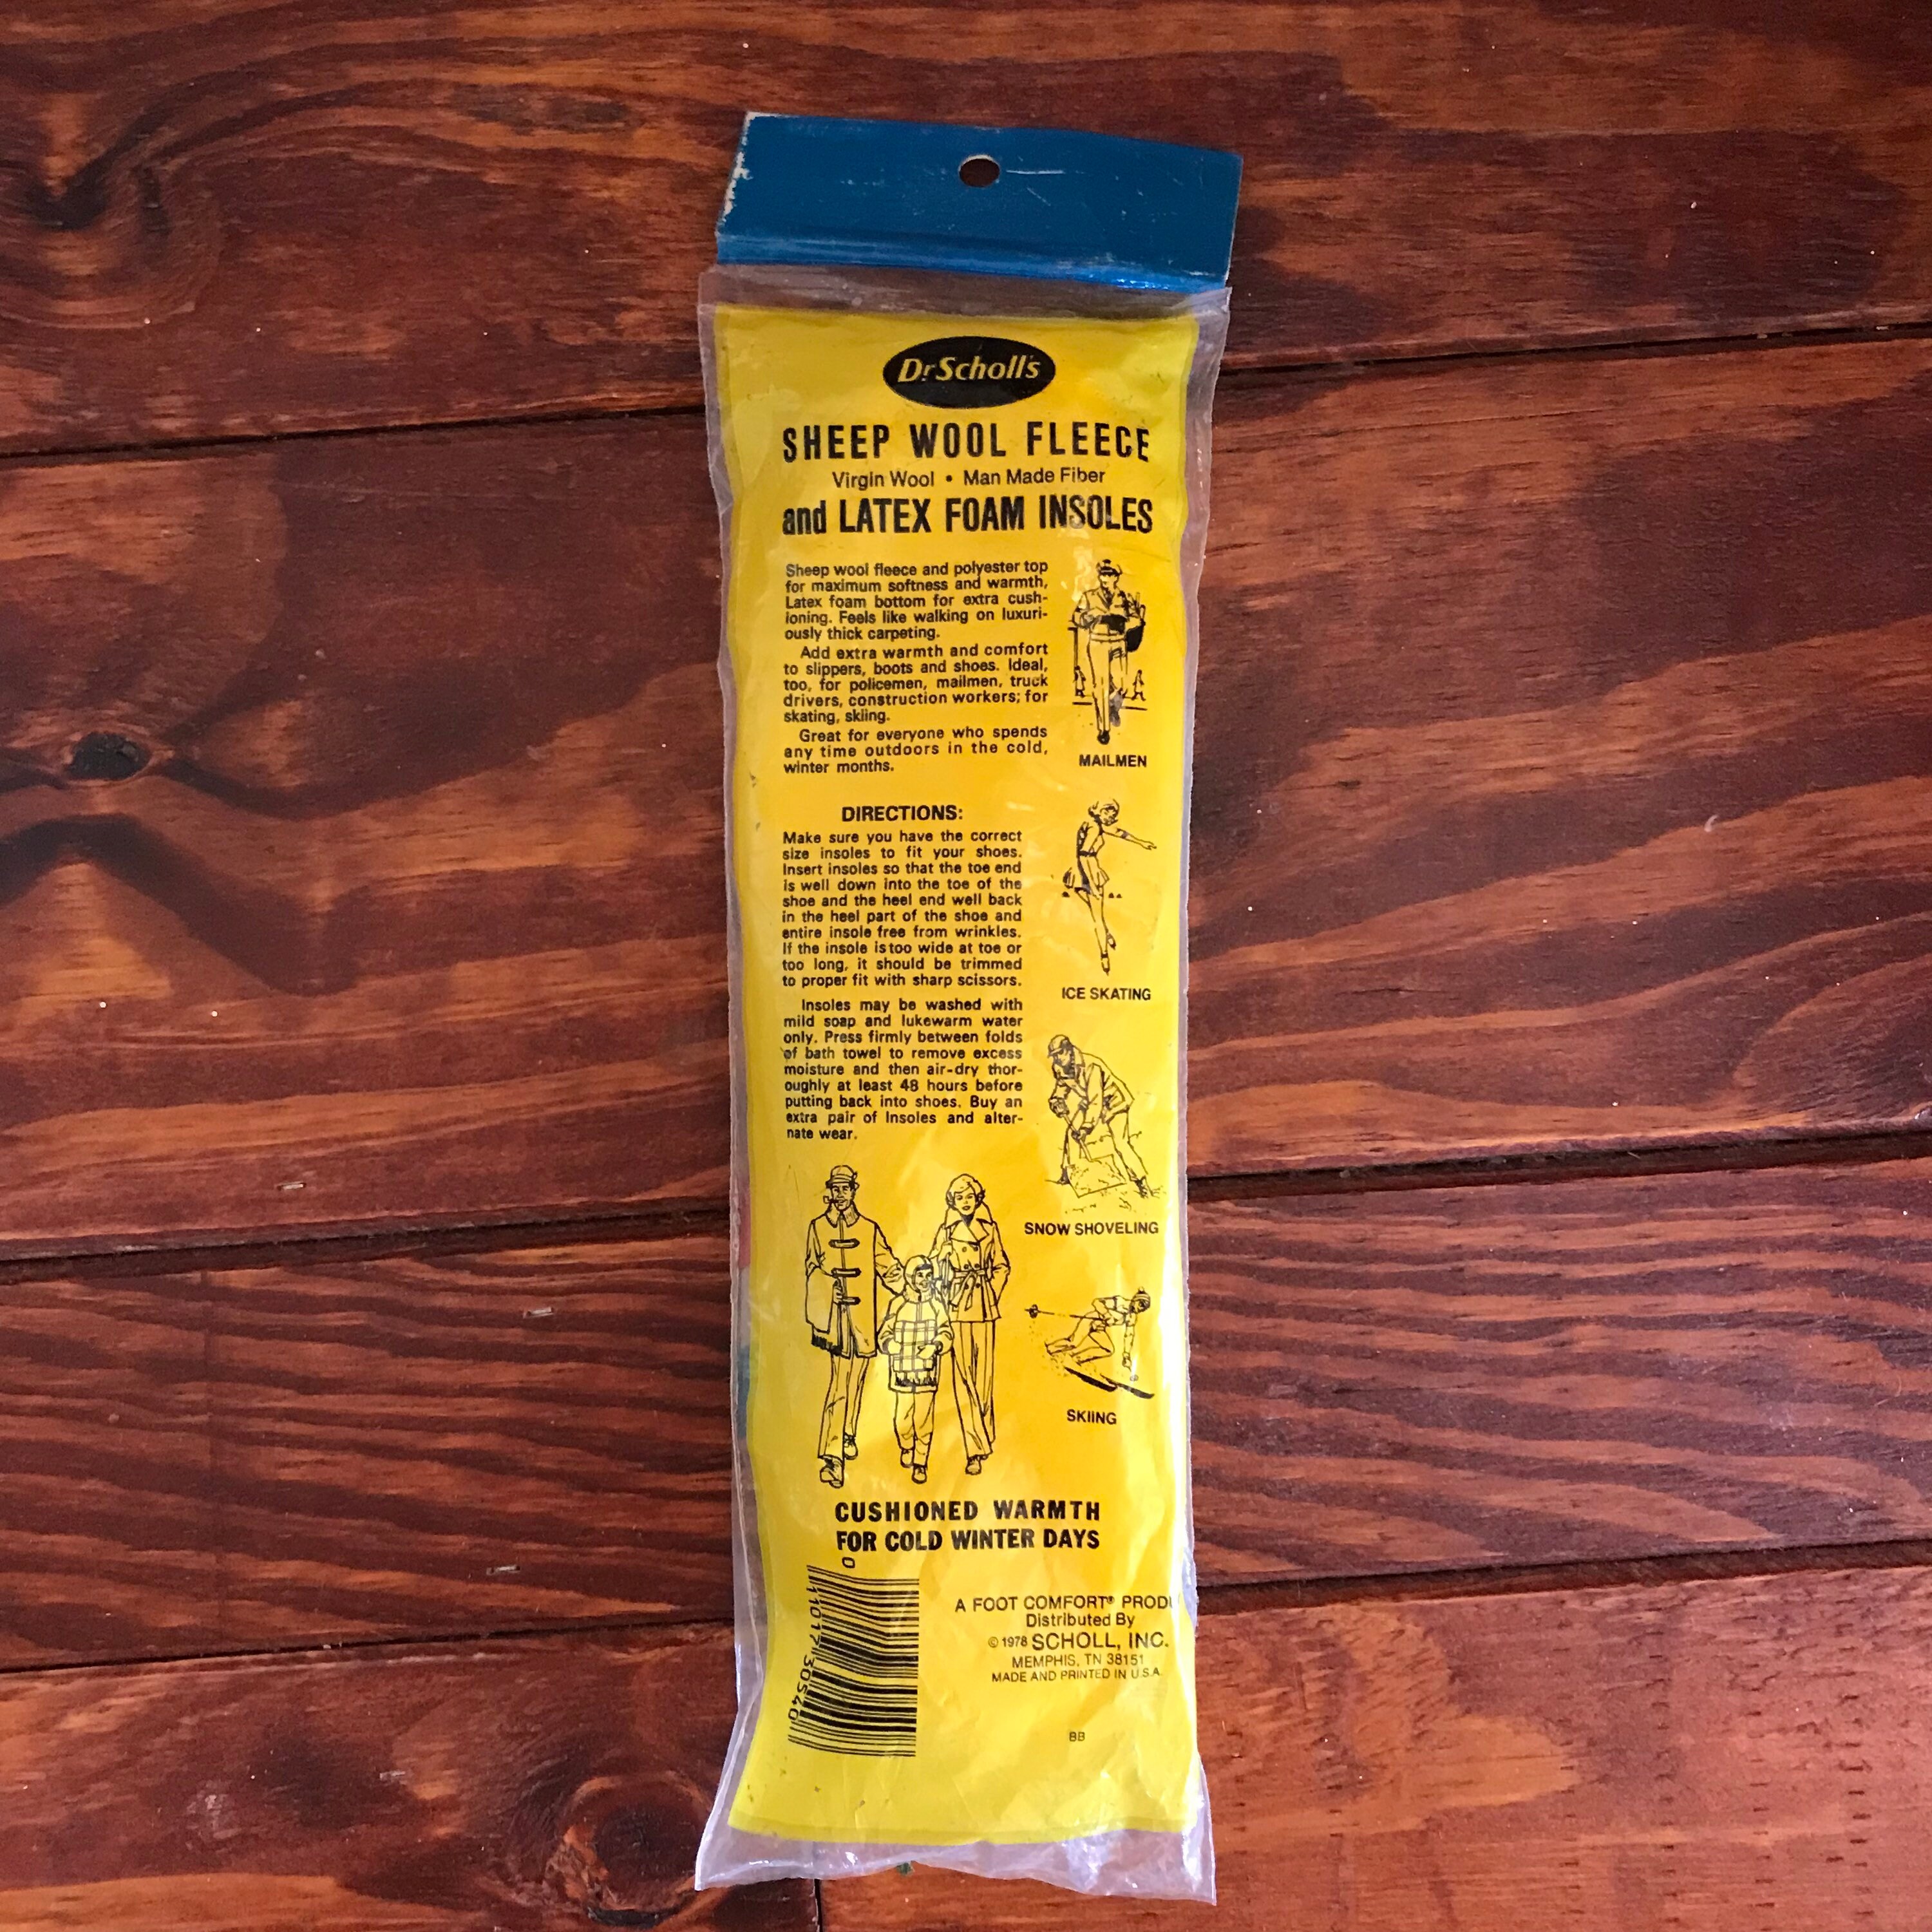 Dr Scholl's
SHEEP WOOL FLEECE
Virgin Wool • Man Made Fiber
and LATEX FOAM INSOLES
Sheep wool fleece and polyester top
for maximum softness and warmth,
Latex foam bottom for extra cush-
ioning. Feels like walking on luxuri-
ously thick carpeting.
Add extra warmth and comfort
to slippers, boots and shoes. Ideal,
too, for policemen, mailmen, truck
drivers, construction workers; for
skating, skiing.
Great for everyone who spends
any time outdoors in the cold,
winter months.
MAILMEN
DIRECTIONS:
Make sure you have the correct
size insoles to fit your shoes.
Insert insoles so that the toe end
is well down into the toe of the
shoe and the heel end well back
in the heel part of the shoe and
entire insole free from wrinkles.
If the insole is too wide at toe or
too long, it should be trimmed
to proper fit with sharp scissors.
Insoles may be washed with
mild soap and lukewarm water
only. Press firmly between folds
of bath towel to remove excess
moisture and then air-dry thor-
oughly at least 48 hours before
putting back into shoes. Buy an
extra pair of Insoles and alter-
nate wear.
ICE SKATING
SNOW SHOVELING
SKIING
CUSHIONED WARMTH
FOR COLD WINTER DAYS
0 11017 30540
A FOOT COMFORT® PRODU
Distributed By
© 1978 SCHOLL, INC.
MEMPHIS, TN 38151
MADE AND PRINTED IN U.S.A.
BB